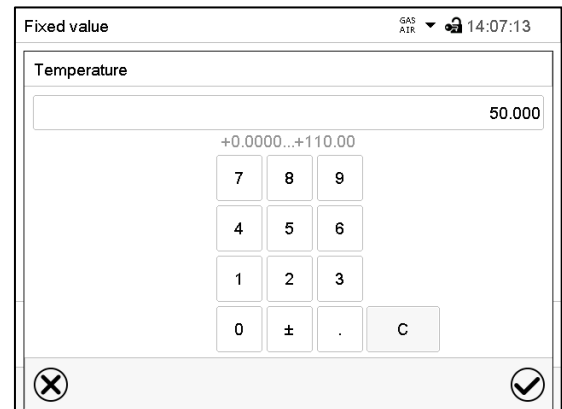 Fixed value
GAS
AIR
14:07:13
Temperature
50.000
+0.0000...+110.00
7 8 9
4 5 6
1 2 3
0 ± . C